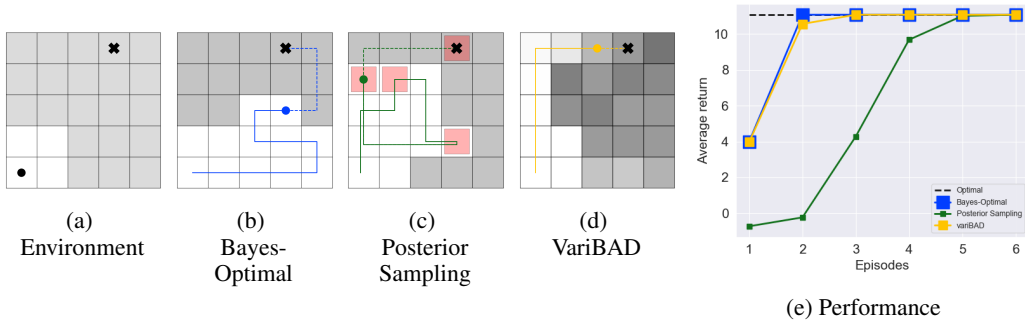 (a)
Environment
(b)
Bayes-
Optimal
(c)
Posterior
Sampling
(d)
VariBAD
Average return
10
8
6
4
2
0
Optimal
Bayes-Optimal
Posterior Sampling
variBAD
1 2 3 4 5 6
Episodes
(e) Performance